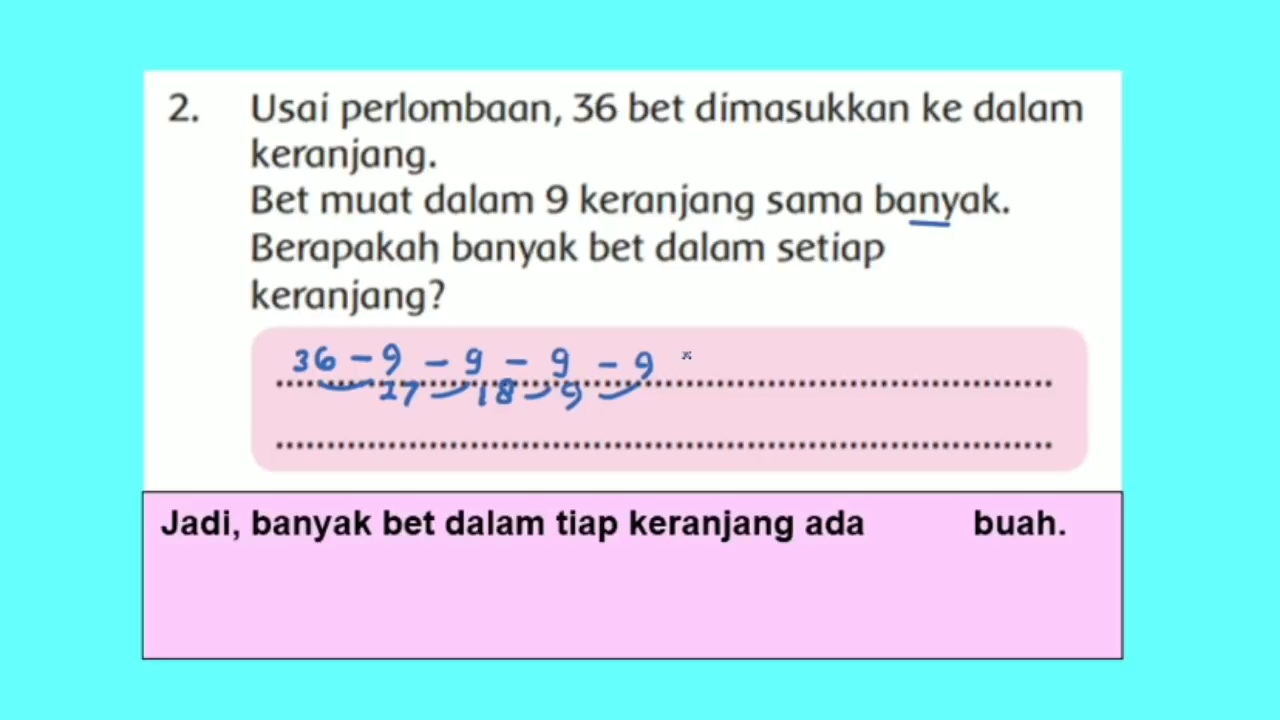 2. Usai perlombaan, 36 bet dimasukkan ke dalam
keranjang.
Bet muat dalam 9 keranjang sama banyak.
Berapakah banyak bet dalam setiap
keranjang?
36 - 9 - 9 - 9 - 9
27 18 9
Jadi, banyak bet dalam tiap keranjang ada buah.